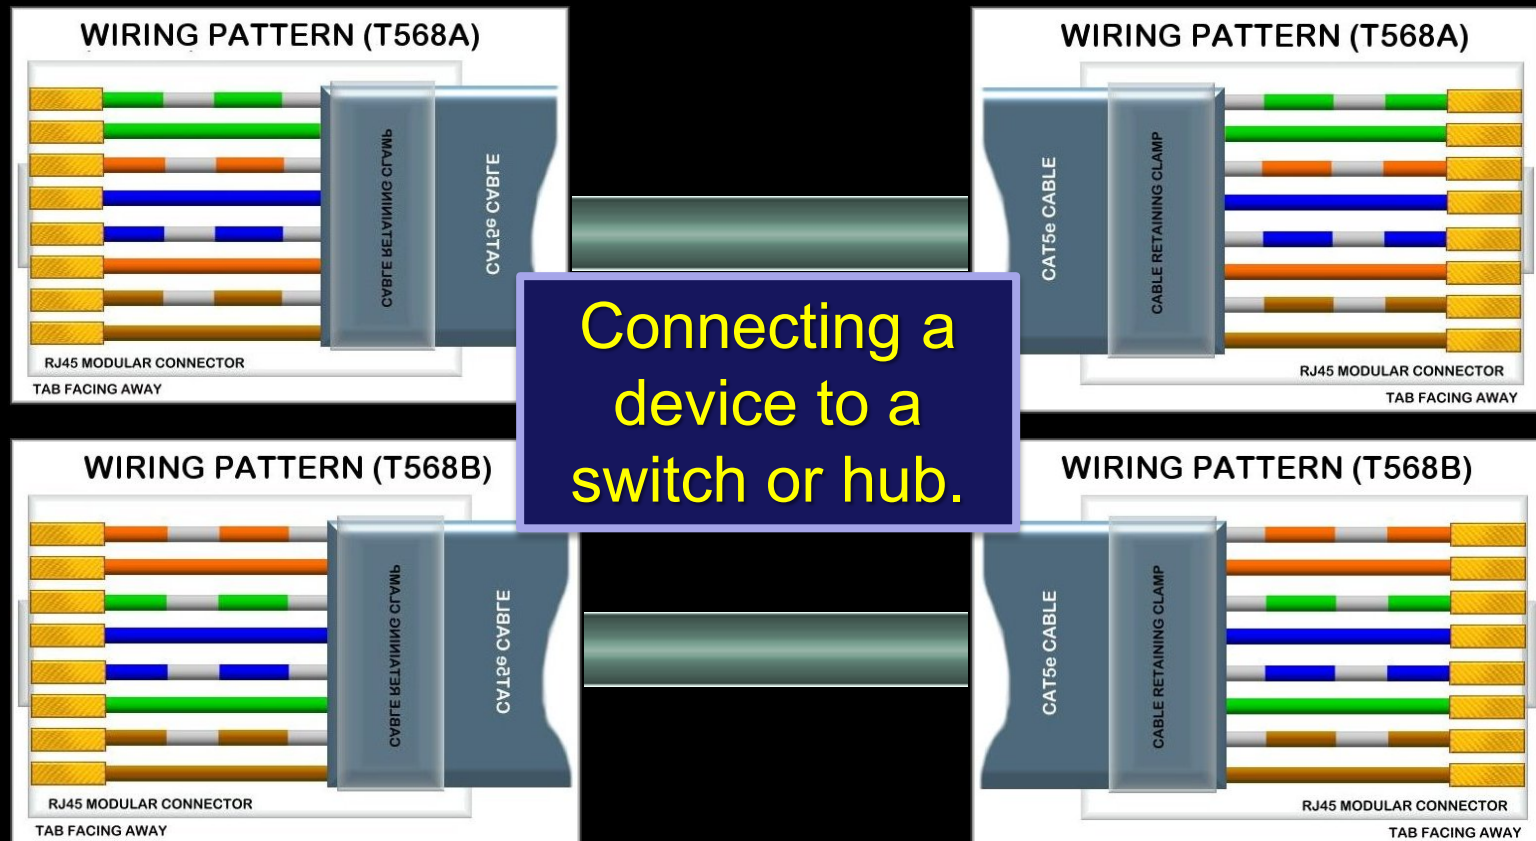 WIRING PATTERN (T568A)
CABLE RETAINING CLAMP
CAT5e CABLE
RJ45 MODULAR CONNECTOR
TAB FACING AWAY
WIRING PATTERN (T568A)
CAT5e CABLE
CABLE RETAINING CLAMP
RJ45 MODULAR CONNECTOR
TAB FACING AWAY
Connecting a
device to a
switch or hub.
WIRING PATTERN (T568B)
CABLE RETAINING CLAMP
CAT5e CABLE
RJ45 MODULAR CONNECTOR
TAB FACING AWAY
WIRING PATTERN (T568B)
CAT5e CABLE
CABLE RETAINING CLAMP
RJ45 MODULAR CONNECTOR
TAB FACING AWAY